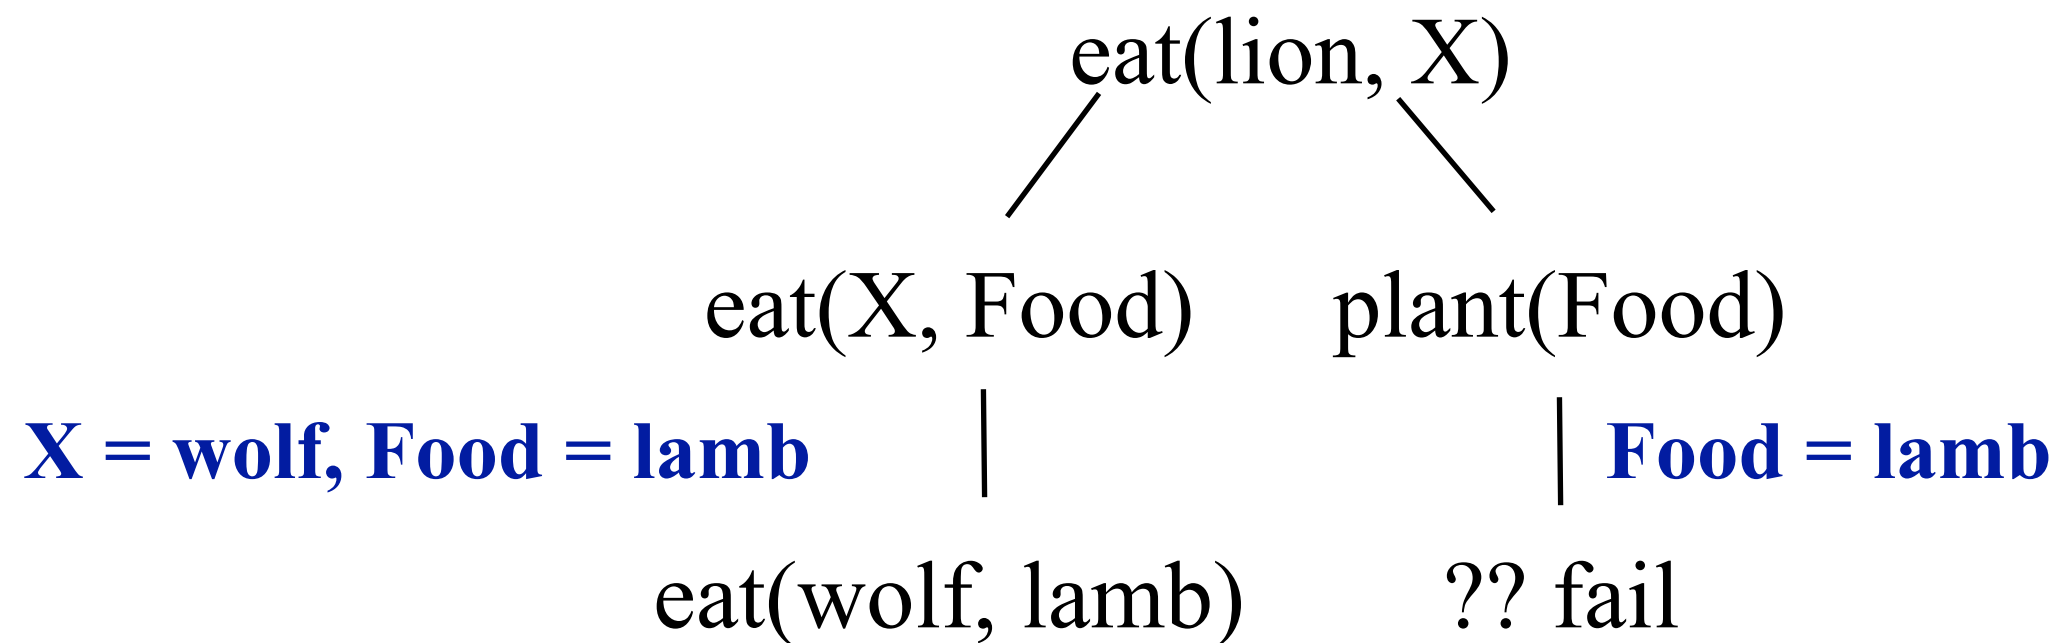 eat(lion, X)
eat(X, Food) plant(Food)
X = wolf, Food = lamb Food = lamb
eat(wolf, lamb) ?? fail